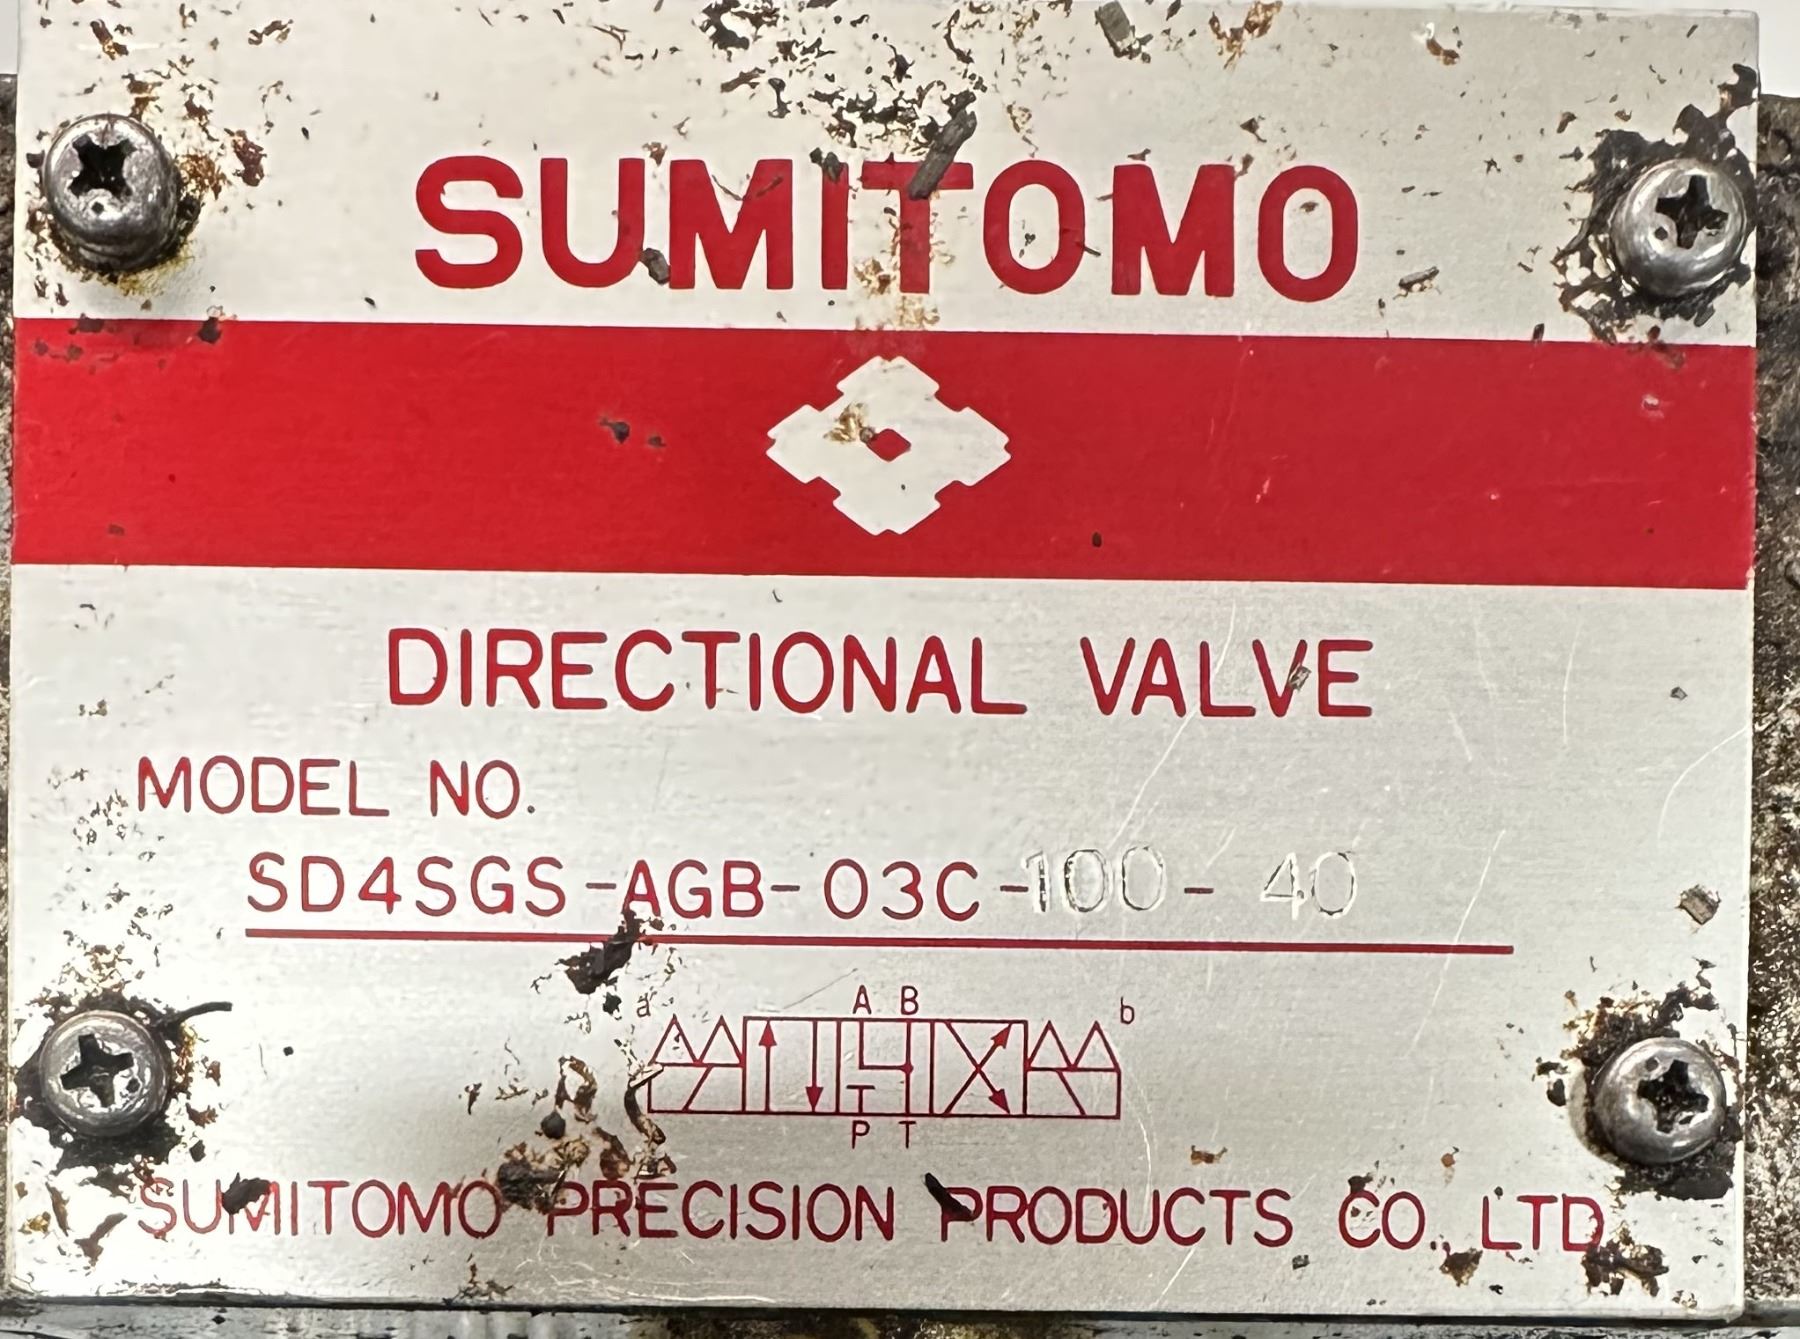 SUMITOMO
DIRECTIONAL VALVE
MODEL NO.
SD4SGS-AGB-03C-100-40
a A B b
P T
SUMITOMO PRECISION PRODUCTS CO., LTD